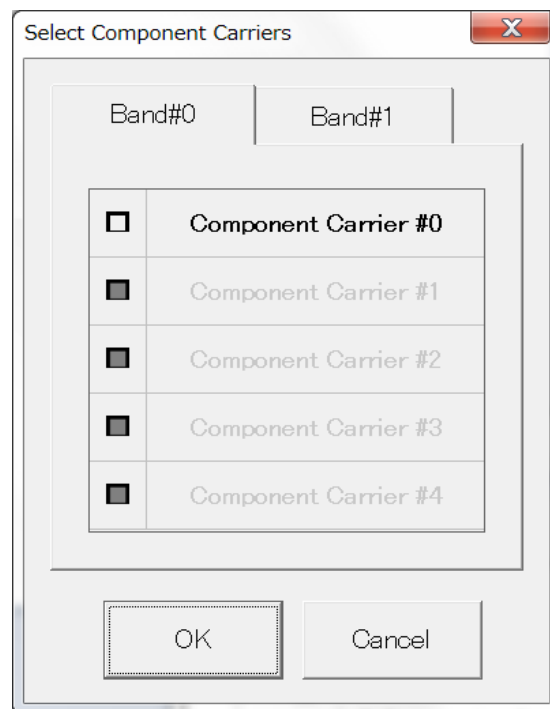 Select Component Carriers
Band#0 Band#1
Component Carrier #0
Component Carrier #1
Component Carrier #2
Component Carrier #3
Component Carrier #4
OK Cancel